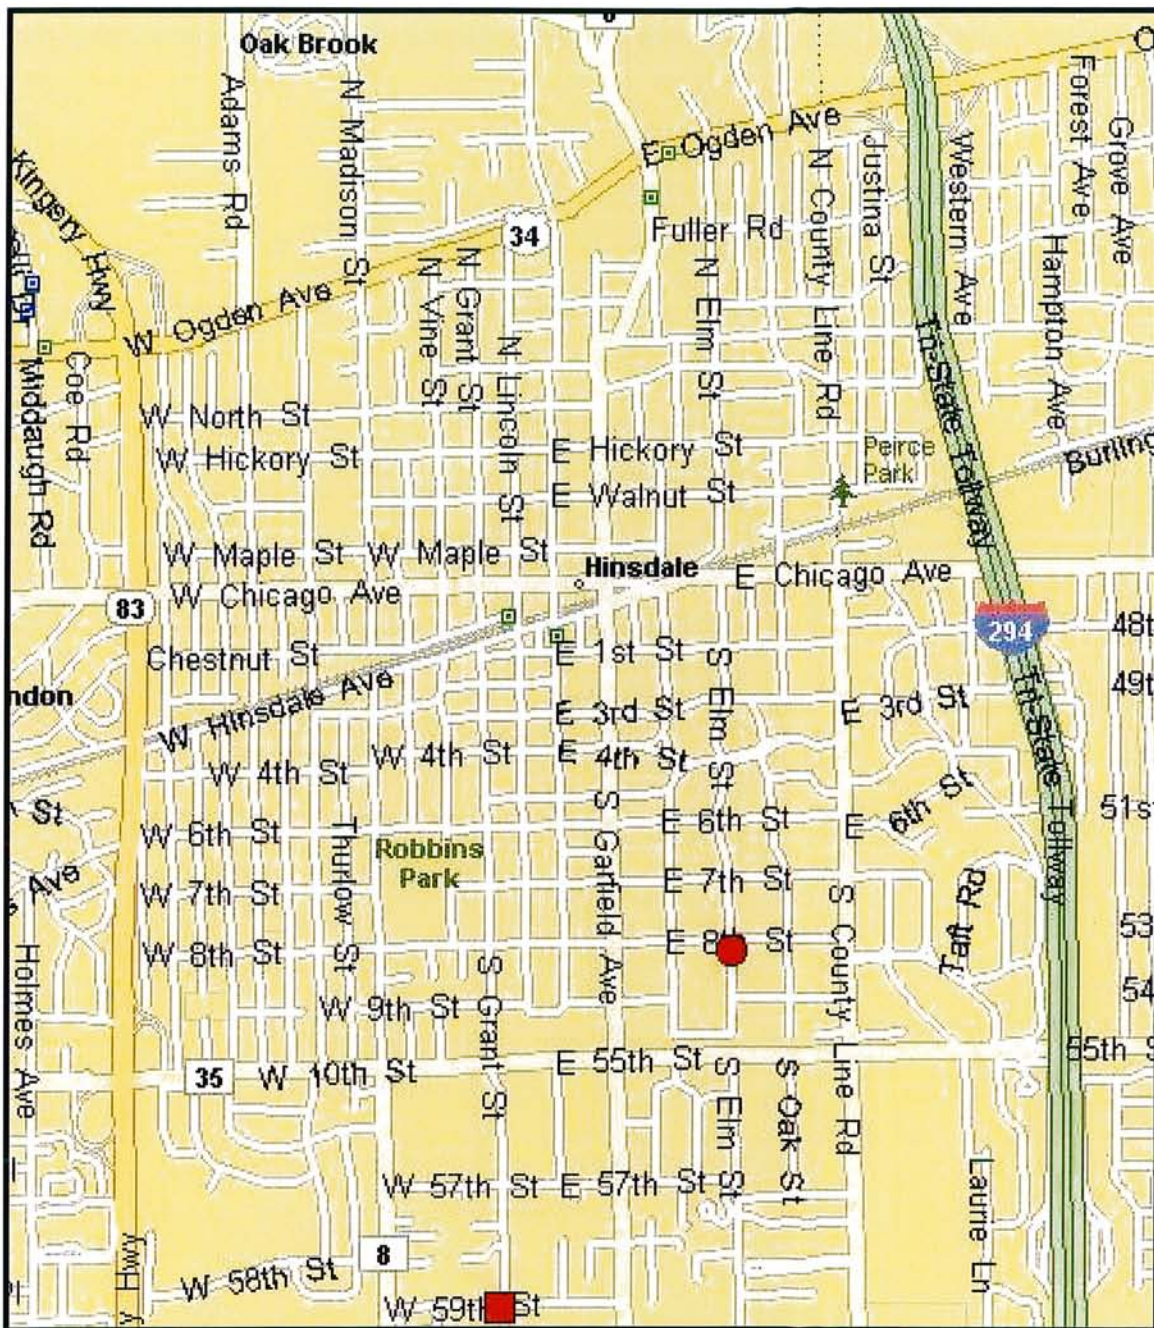 Oak Brook
Adams Rd
N Madison St
Kingery Hwy
E Ogden Ave
Forest Ave
Grove Ave
Justina St
N County Line Rd
Western Ave
Hampton Ave
34
Fuller Rd
N Elm St
N Vine St
N Grant St
N Lincoln St
W Ogden Ave
Coe Rd
Middaugh Rd
W North St
W Hickory St
E Hickory St
E Walnut St
Peirce
Park
Tri-State Tollway
Burling
W Maple St
W Maple St
Hinsdale
E Chicago Ave
W Chicago Ave
83
294
48t
Chestnut St
E 1st St
S Elm St
49t
ndon
W Hinsdale Ave
E 3rd St
E 3rd St
W 4th St
E 4th St
W 4th St
Tri-State Tollway
St
S Garfield Ave
E 6th St
E 6th St
51st
W 6th St
Thurlow St
Robbins
Park
Ave
W 7th St
E 7th St
S County Line Rd
Taft Rd
W 8th St
E 8 St
53
Holmes Ave
S Grant St
W 9th St
54
35
W 10th St
E 55th St
55th S
S Elm St
S Oak St
W 57th St
E 57th St
Laurie Ln
y Hwy
W 58th St
8
W 59th St